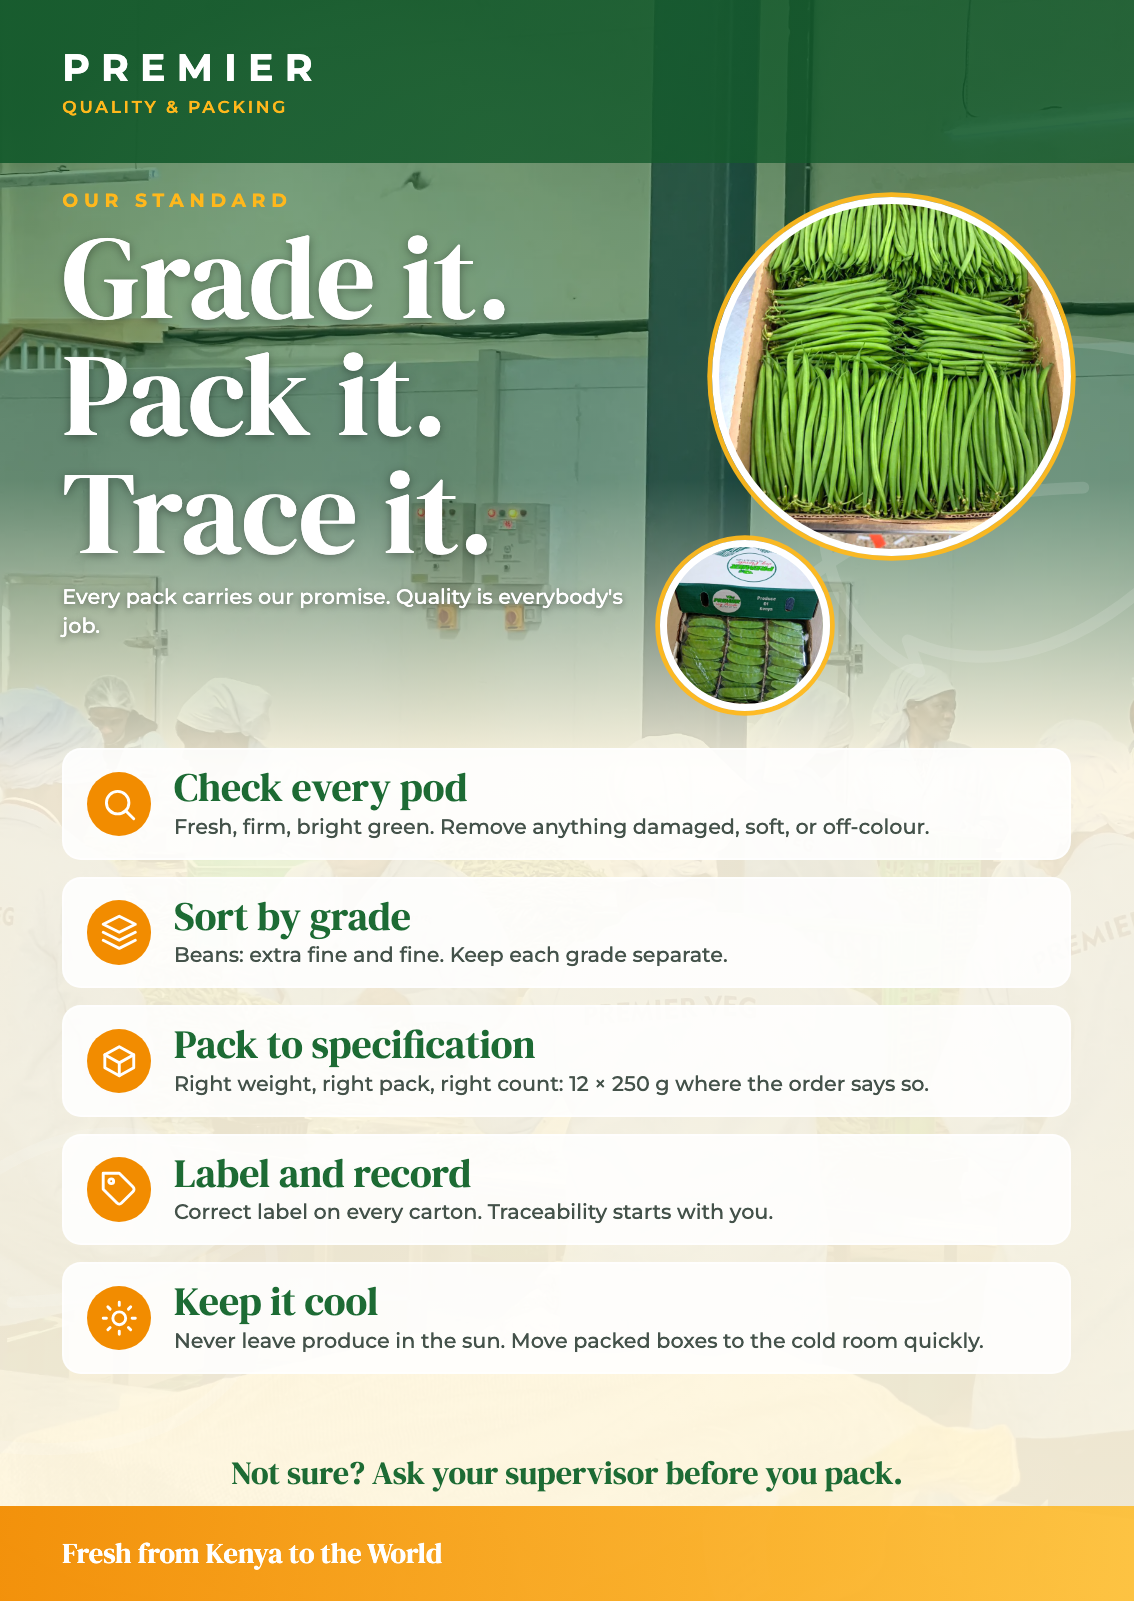 PREMIER
QUALITY & PACKING
OUR STANDARD
Grade it.
Pack it.
Trace it.
Every pack carries our promise. Quality is everybody's
job.
Produce
Check every pod
Fresh, firm, bright green. Remove anything damaged, soft, or off-colour.
Sort by grade
Beans: extra fine and fine. Keep each grade separate.
PREMIER VEG
Pack to specification
Right weight, right pack, right count: 12 × 250 g where the order says so.
Label and record
Correct label on every carton. Traceability starts with you.
Keep it cool
Never leave produce in the sun. Move packed boxes to the cold room quickly.
Not sure? Ask your supervisor before you pack.
Fresh from Kenya to the World